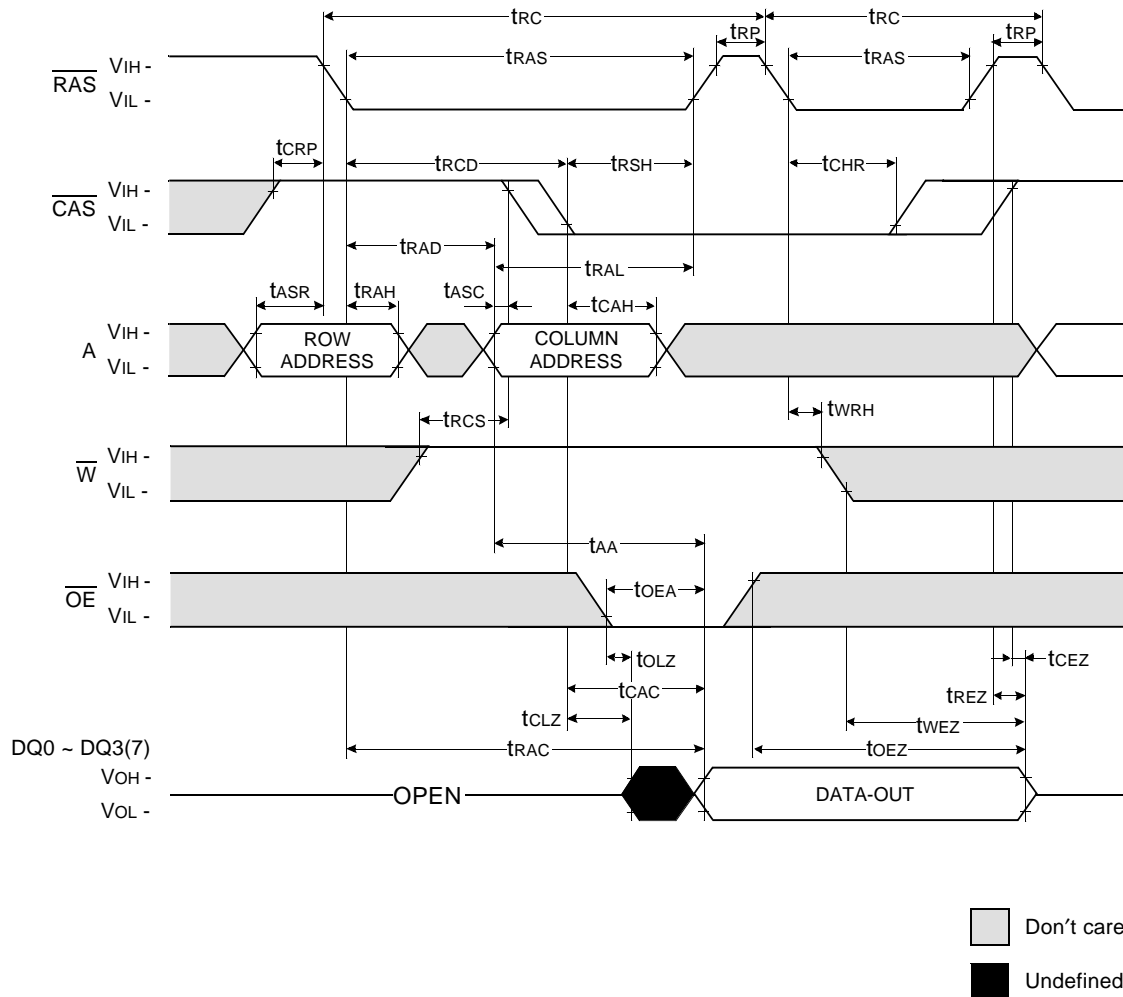 tRC tRC
tRP tRP
tRAS tRAS
RAS
VIH -
VIL -
tCRP
tRCD tRSH tCHR
CAS
VIH -
VIL -
tRAD
tRAL
tASR tRAH tASC tCAH
A
VIH -
VIL -
ROW
ADDRESS
COLUMN
ADDRESS
tRCS tWRH
W
VIH -
VIL -
tAA
OE
VIH -
VIL -
tOEA
tOLZ tCEZ
tCAC tREZ
tCLZ tWEZ
DQ0 ~ DQ3(7) tRAC tOEZ
VOH -
VOL -
OPEN DATA-OUT
Don′t care
Undefined